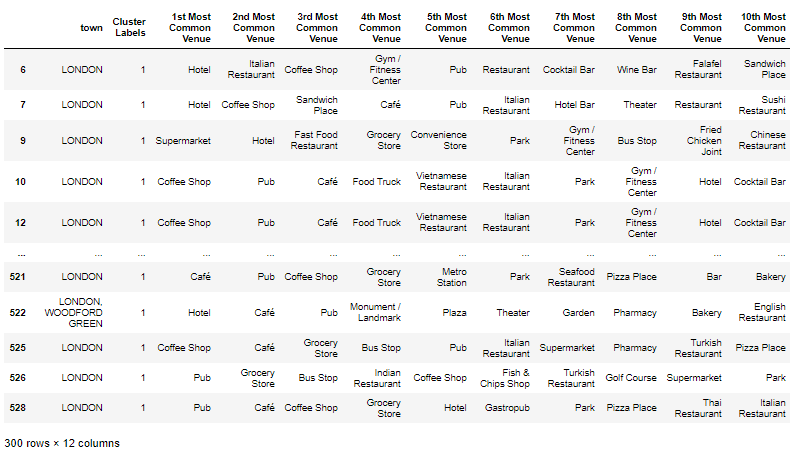 town Cluster Labels 1st Most Common Venue 2nd Most Common Venue 3rd Most Common Venue 4th Most Common Venue 5th Most Common Venue 6th Most Common Venue 7th Most Common Venue 8th Most Common Venue 9th Most Common Venue 10th Most Common Venue
6 LONDON 1 Hotel Italian Restaurant Coffee Shop Gym / Fitness Center Pub Restaurant Cocktail Bar Wine Bar Falafel Restaurant Sandwich Place
7 LONDON 1 Hotel Coffee Shop Sandwich Place Café Pub Italian Restaurant Hotel Bar Theater Restaurant Sushi Restaurant
9 LONDON 1 Supermarket Hotel Fast Food Restaurant Grocery Store Convenience Store Park Gym / Fitness Center Bus Stop Fried Chicken Joint Chinese Restaurant
10 LONDON 1 Coffee Shop Pub Café Food Truck Vietnamese Restaurant Italian Restaurant Park Gym / Fitness Center Hotel Cocktail Bar
12 LONDON 1 Coffee Shop Pub Café Food Truck Vietnamese Restaurant Italian Restaurant Park Gym / Fitness Center Hotel Cocktail Bar
... ... ... ... ... ... ... ... ... ... ... ... ...
521 LONDON 1 Café Pub Coffee Shop Grocery Store Metro Station Park Seafood Restaurant Pizza Place Bar Bakery
522 LONDON, WOODFORD GREEN 1 Hotel Café Pub Monument / Landmark Plaza Theater Garden Pharmacy Bakery English Restaurant
525 LONDON 1 Coffee Shop Café Grocery Store Bus Stop Pub Italian Restaurant Supermarket Pharmacy Turkish Restaurant Pizza Place
526 LONDON 1 Pub Grocery Store Bus Stop Indian Restaurant Coffee Shop Fish & Chips Shop Turkish Restaurant Golf Course Supermarket Park
528 LONDON 1 Pub Café Coffee Shop Grocery Store Hotel Gastropub Park Pizza Place Thai Restaurant Italian Restaurant
300 rows × 12 columns